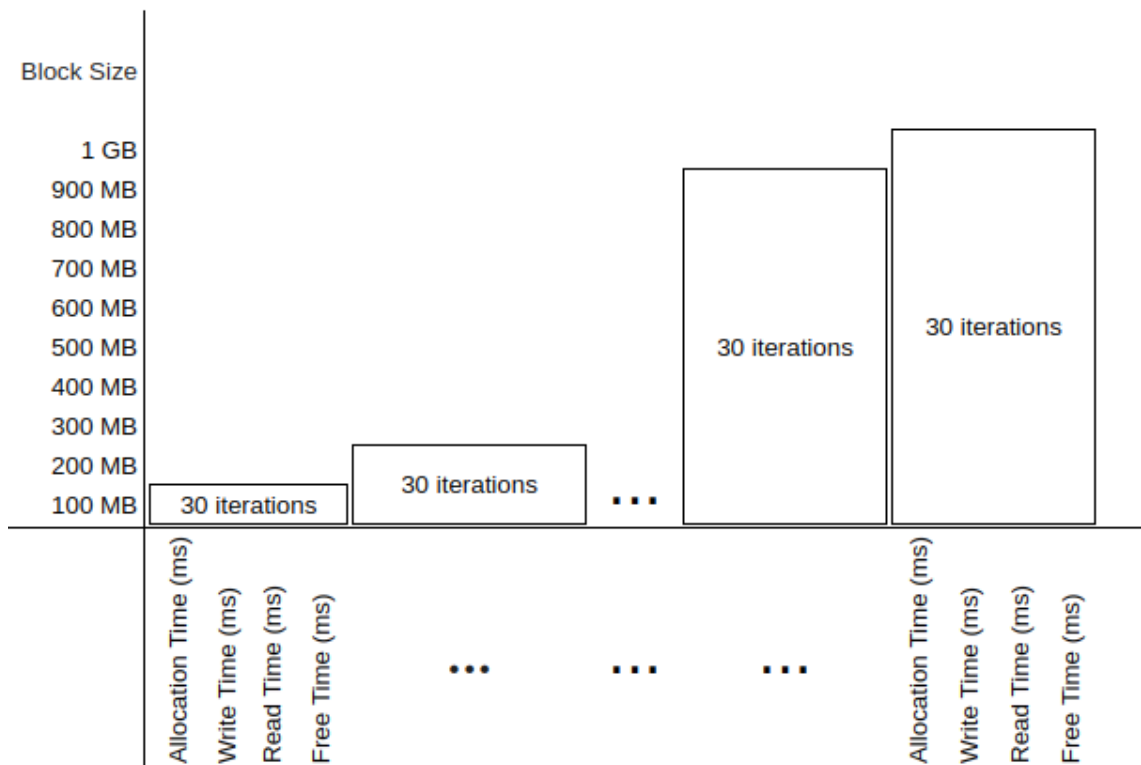 Block Size
1 GB
900 MB
800 MB
700 MB
600 MB
500 MB
400 MB
300 MB
200 MB
100 MB
30 iterations
30 iterations
...
30 iterations
30 iterations
Allocation Time (ms)
Write Time (ms)
Read Time (ms)
Free Time (ms)
...
...
...
Allocation Time (ms)
Write Time (ms)
Read Time (ms)
Free Time (ms)